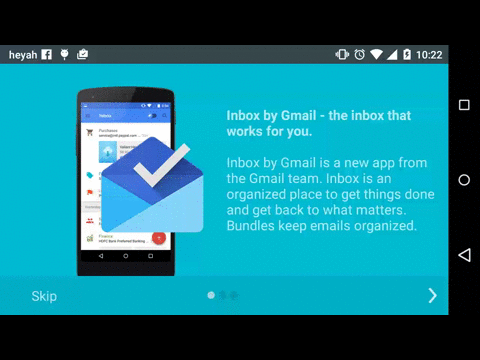 heyah 10:22
Inbox by Gmail - the inbox that
works for you.
Inbox by Gmail is a new app from
the Gmail team. Inbox is an
organized place to get things done
and get back to what matters.
Bundles keep emails organized.
Inbox
Purchases
Finance
Skip